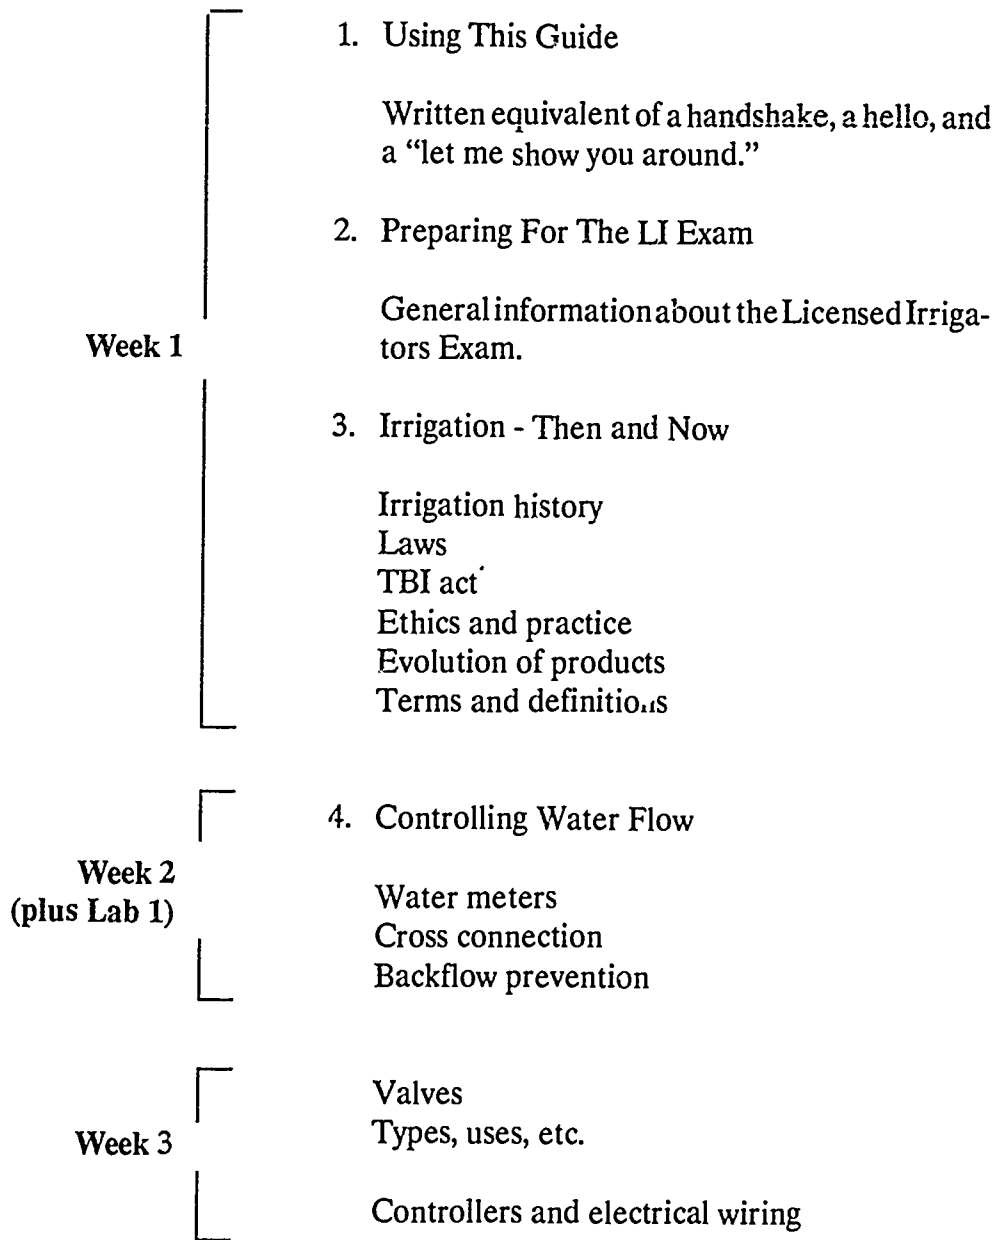 1. Using This Guide
Written equivalent of a handshake, a hello, and
a “let me show you around.”
2. Preparing For The LI Exam
General information about the Licensed Irriga-
tors Exam.
Week 1
3. Irrigation - Then and Now
Irrigation history
Laws
TBI act
Ethics and practice
Evolution of products
Terms and definitions
4. Controlling Water Flow
Week 2
(plus Lab 1)
Water meters
Cross connection
Backflow prevention
Valves
Types, uses, etc.
Week 3
Controllers and electrical wiring